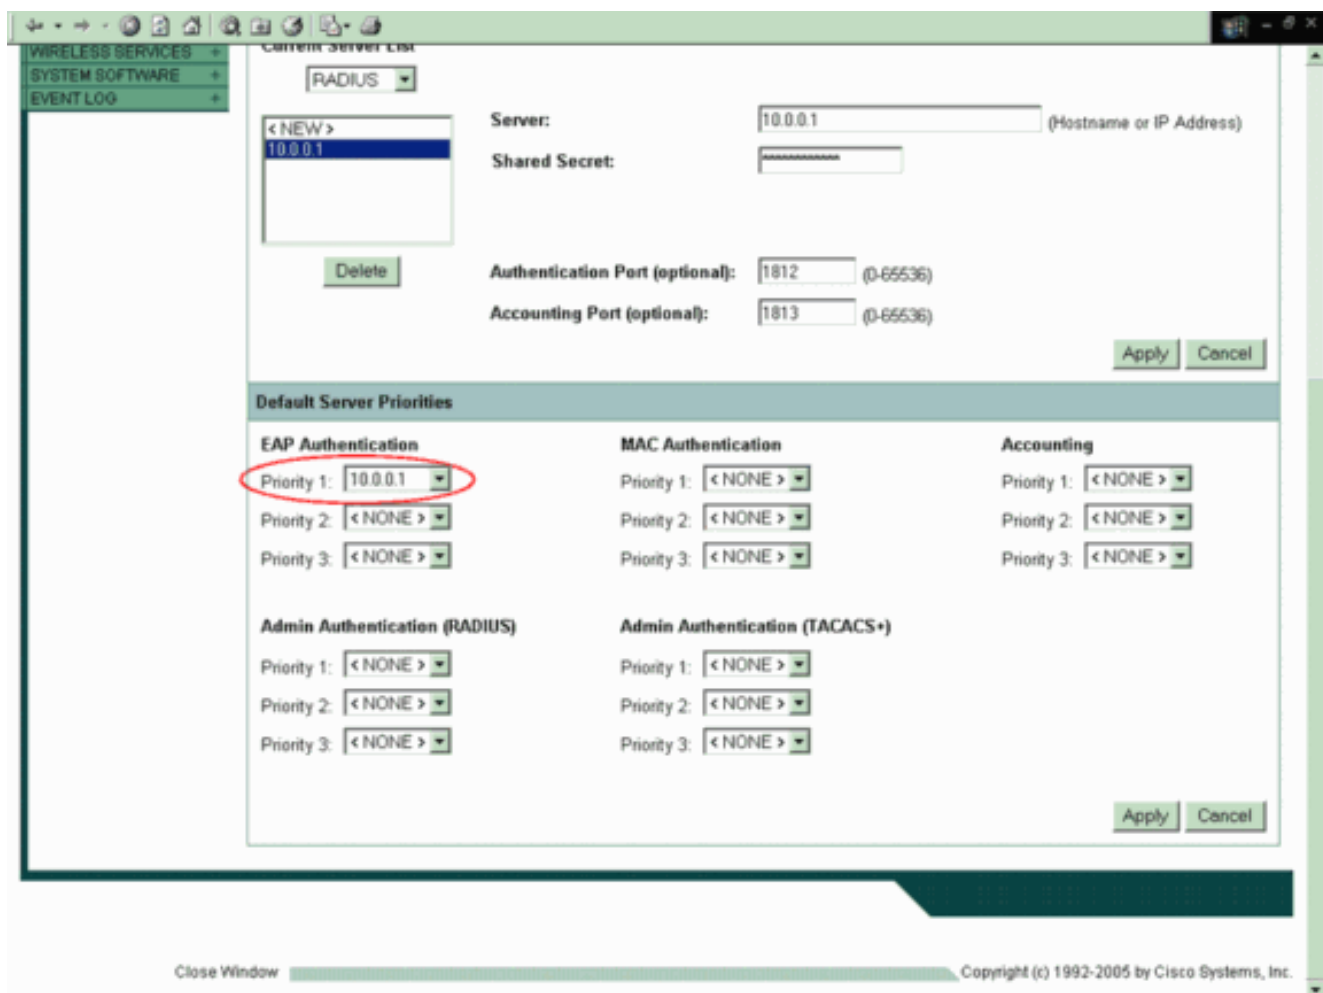 WIRELESS SERVICES +
SYSTEM SOFTWARE +
EVENT LOG +
Current Server List
RADIUS
< NEW >
10.0.0.1
Delete
Server: 10.0.0.1 (Hostname or IP Address)
Shared Secret: ************
Authentication Port (optional): 1812 (0-65536)
Accounting Port (optional): 1813 (0-65536)
Apply Cancel
Default Server Priorities
EAP Authentication MAC Authentication Accounting
Priority 1: 10.0.0.1 Priority 1: < NONE > Priority 1: < NONE >
Priority 2: < NONE > Priority 2: < NONE > Priority 2: < NONE >
Priority 3: < NONE > Priority 3: < NONE > Priority 3: < NONE >
Admin Authentication (RADIUS) Admin Authentication (TACACS+)
Priority 1: < NONE > Priority 1: < NONE >
Priority 2: < NONE > Priority 2: < NONE >
Priority 3: < NONE > Priority 3: < NONE >
Apply Cancel
Close Window Copyright (c) 1992-2005 by Cisco Systems, Inc.